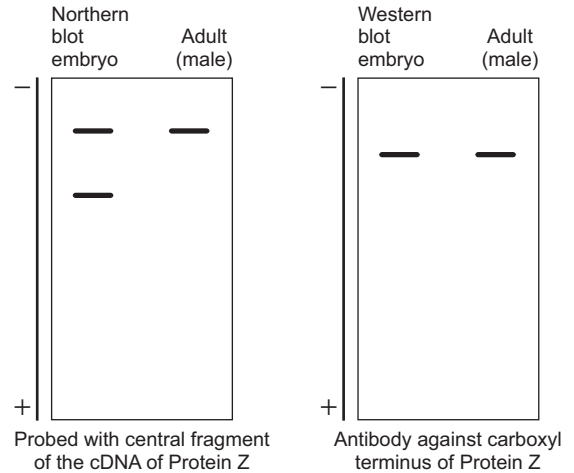 Northern
blot
embryo
Adult
(male)
−
+
Probed with central fragment
of the cDNA of Protein Z
Western
blot
embryo
Adult
(male)
−
+
Antibody against carboxyl
terminus of Protein Z